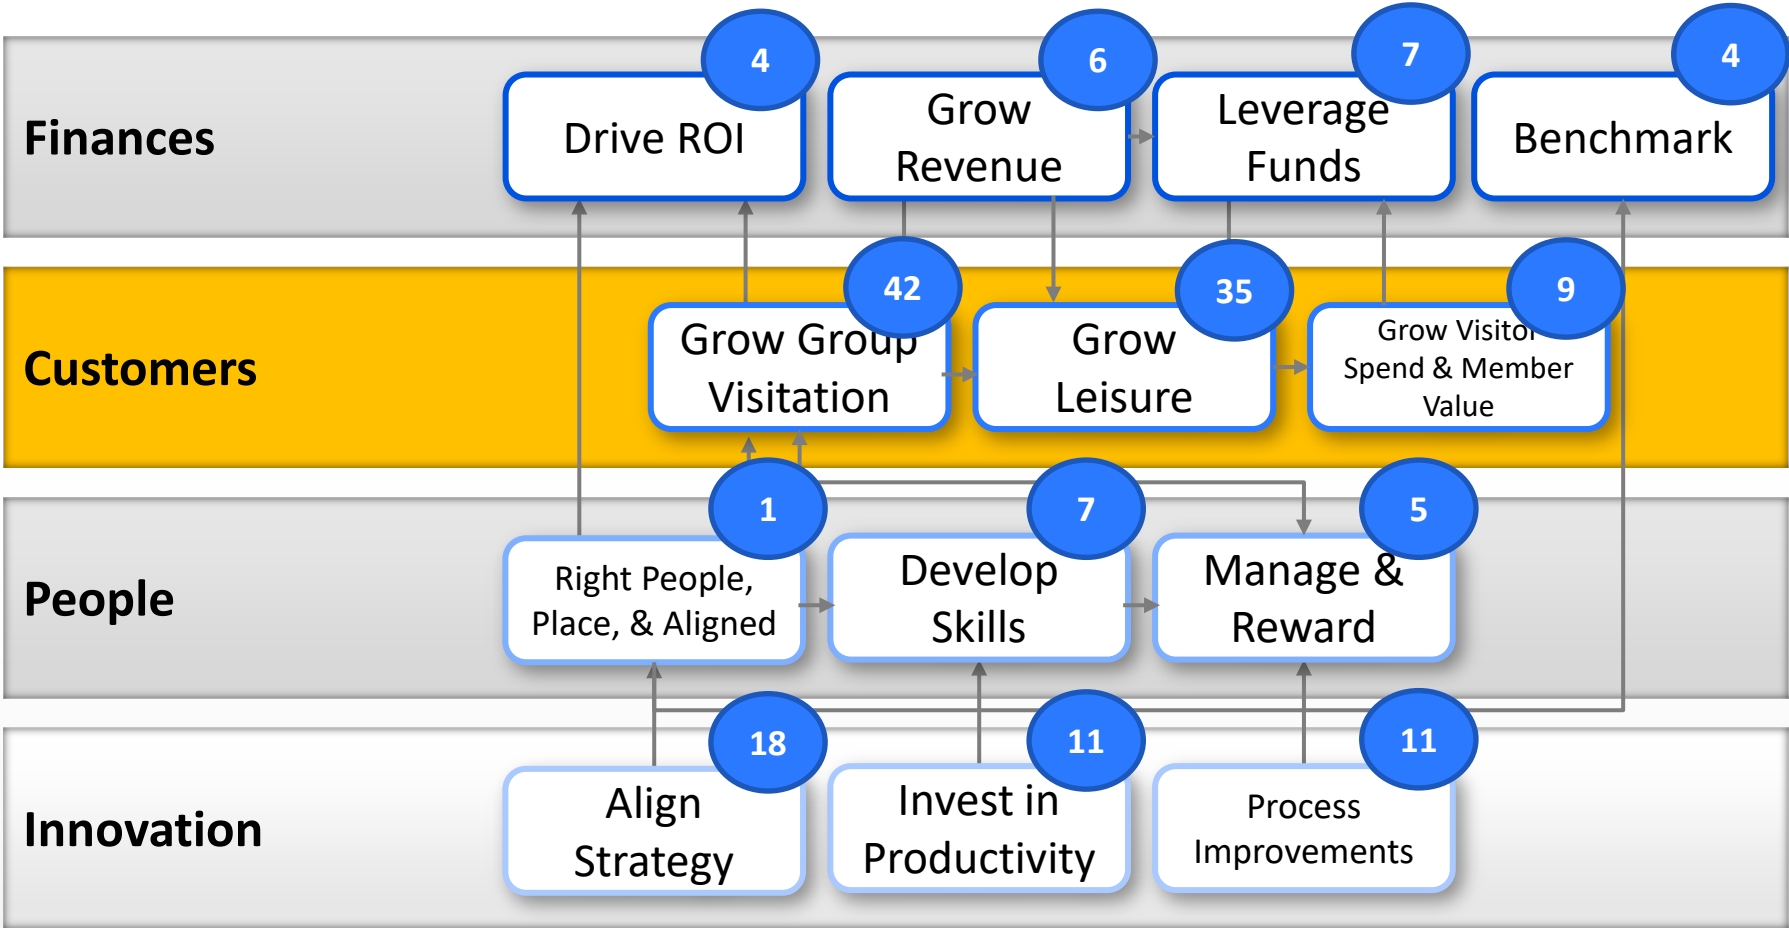 4
6
7
4
Finances
Drive ROI
Grow
Revenue
Leverage
Funds
Benchmark
42
35
9
Customers
Grow Group
Visitation
Grow
Leisure
Grow Visitor
Spend & Member
Value
1
7
5
People
Right People,
Place, & Aligned
Develop
Skills
Manage &
Reward
18
11
11
Innovation
Align
Strategy
Invest in
Productivity
Process
Improvements